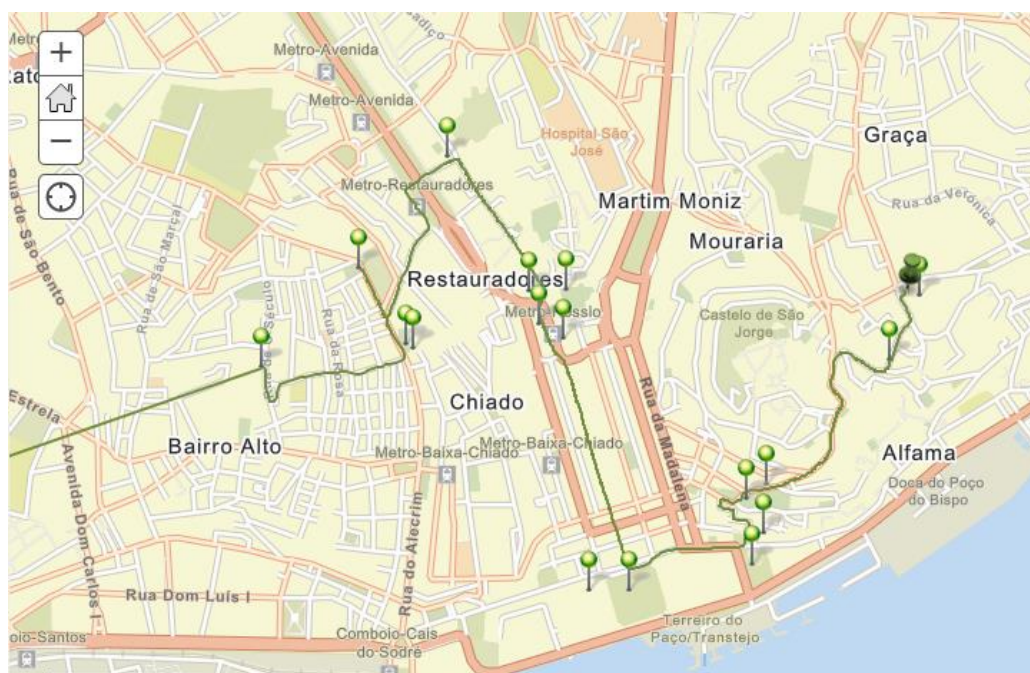 +
−
Metro-Avenida
Metro-Avenida
Hospital São
José
Graça
Metro-Restauradores
Martim Moniz
Rua da Verónica
Mouraria
Rua de São Bento
Rua de São Marçal
Restauradores
Castelo de São
Jorge
Rua da Rosa
Chiado
Estrela
Bairro Alto
Metro-Baixa-Chiado
Metro-Baixa-Chiado
Rua da Madalena
Alfama
Doca do Poço
do Bispo
Avenida Dom Carlos I
Rua do Alecrim
Rua Dom Luís I
Terreiro do
Paço/Transtejo
Comboio-Cais
do Sodré
oio-Santos